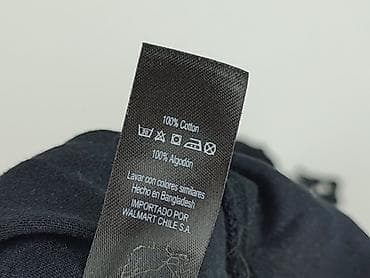 100% Cotton
100% Algodón
Lavar con colores similares
Hecho en Bangladesh
IMPORTADO POR
WALMART CHILE S.A.